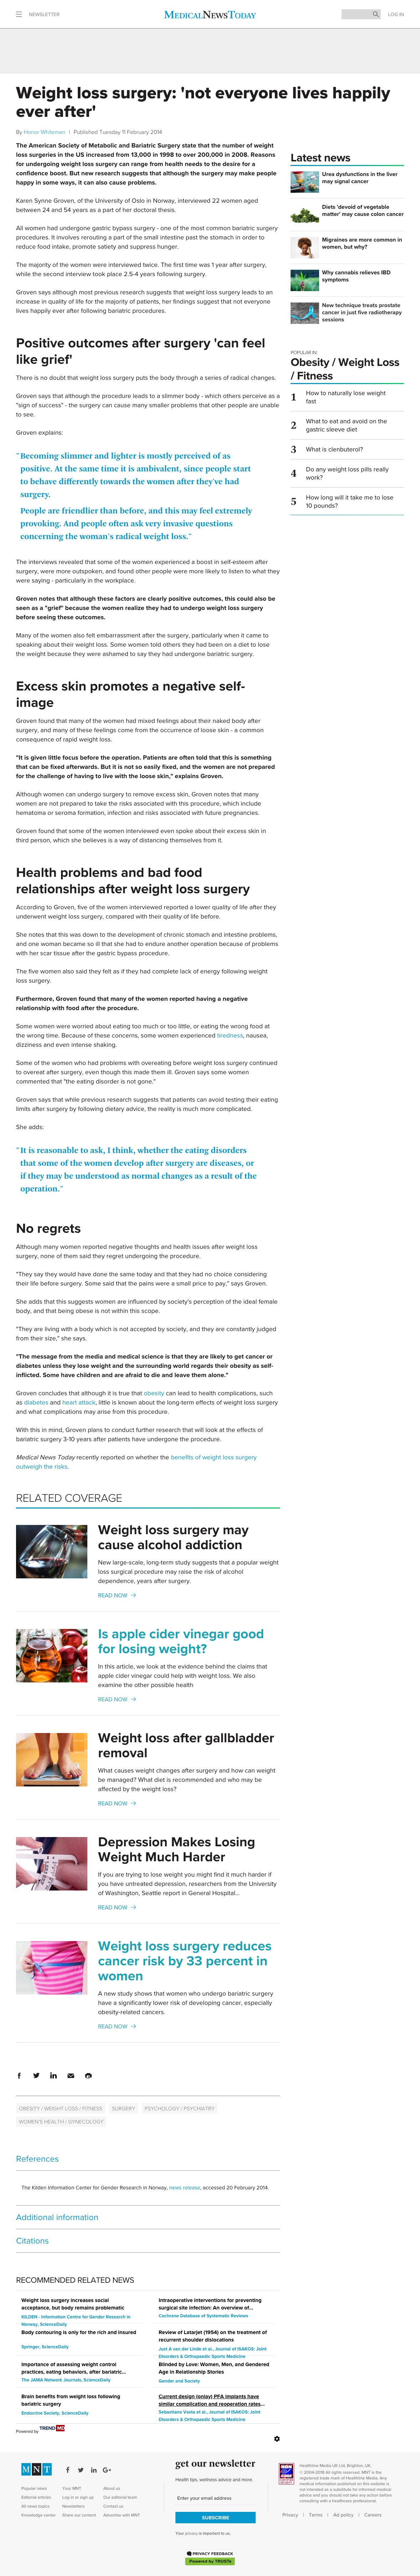 NEWSLETTER
MEDICALNEWSTODAY
LOG IN
Weight loss surgery: 'not everyone lives happily
ever after'
By Honor Whiteman | Published Tuesday 11 February 2014
The American Society of Metabolic and Bariatric Surgery state that the number of weight
loss surgeries in the US increased from 13,000 in 1998 to over 200,000 in 2008. Reasons
for undergoing weight loss surgery can range from health needs to the desire for a
confidence boost. But new research suggests that although the surgery may make people
happy in some ways, it can also cause problems.
Karen Synne Groven, of the University of Oslo in Norway, interviewed 22 women aged
between 24 and 54 years as a part of her doctoral thesis.
All women had undergone gastric bypass surgery - one of the most common bariatric surgery
procedures. It involves rerouting a part of the small intestine past the stomach in order to
reduce food intake, promote satiety and suppress hunger.
The majority of the women were interviewed twice. The first time was 1 year after surgery,
while the second interview took place 2.5-4 years following surgery.
Groven says although most previous research suggests that weight loss surgery leads to an
increase in quality of life for the majority of patients, her findings suggest that not everyone
lives happily ever after following bariatric procedures.
Positive outcomes after surgery 'can feel
like grief'
There is no doubt that weight loss surgery puts the body through a series of radical changes.
Groven says that although the procedure leads to a slimmer body - which others perceive as a
"sign of success" - the surgery can cause many smaller problems that other people are unable
to see.
Groven explains:
"Becoming slimmer and lighter is mostly perceived of as
positive. At the same time it is ambivalent, since people start
to behave differently towards the women after they've had
surgery.
People are friendlier than before, and this may feel extremely
provoking. And people often ask very invasive questions
concerning the woman's radical weight loss."
The interviews revealed that some of the women experienced a boost in self-esteem after
surgery, were more outspoken, and found other people were more likely to listen to what they
were saying - particularly in the workplace.
Groven notes that although these factors are clearly positive outcomes, this could also be
seen as a "grief" because the women realize they had to undergo weight loss surgery
before seeing these outcomes.
Many of the women also felt embarrassment after the surgery, particularly when it came to
speaking about their weight loss. Some women told others they had been on a diet to lose
the weight because they were ashamed to say they had undergone bariatric surgery.
Excess skin promotes a negative self-
image
Groven found that many of the women had mixed feelings about their naked body after
surgery, and many of these feelings come from the occurrence of loose skin - a common
consequence of rapid weight loss.
"It is given little focus before the operation. Patients are often told that this is something
that can be fixed afterwards. But it is not so easily fixed, and the women are not prepared
for the challenge of having to live with the loose skin," explains Groven.
Although women can undergo surgery to remove excess skin, Groven notes that many
women are not prepared to take the risks associated with this procedure, which include
hematoma or seroma formation, infection and risks associated with future pregnancies.
Groven found that some of the women interviewed even spoke about their excess skin in
third person, which she believes is a way of distancing themselves from it.
Health problems and bad food
relationships after weight loss surgery
According to Groven, five of the women interviewed reported a lower quality of life after they
underwent weight loss surgery, compared with their quality of life before.
She notes that this was down to the development of chronic stomach and intestine problems,
and one woman became so ill that she had to endure another operation because of problems
with her scar tissue after the gastric bypass procedure.
The five women also said they felt as if they had complete lack of energy following weight
loss surgery.
Furthermore, Groven found that many of the women reported having a negative
relationship with food after the procedure.
Some women were worried about eating too much or too little, or eating the wrong food at
the wrong time. Because of these concerns, some women experienced tiredness, nausea,
dizziness and even intense shaking.
Some of the women who had problems with overeating before weight loss surgery continued
to overeat after surgery, even though this made them ill. Groven says some women
commented that "the eating disorder is not gone."
Groven says that while previous research suggests that patients can avoid testing their eating
limits after surgery by following dietary advice, the reality is much more complicated.
She adds:
"It is reasonable to ask, I think, whether the eating disorders
that some of the women develop after surgery are diseases, or
if they may be understood as normal changes as a result of the
operation."
No regrets
Although many women reported negative thoughts and health issues after weight loss
surgery, none of them said they regret undergoing the procedure.
"They say they would have done the same today and that they had no choice considering
their life before surgery. Some said that the pains were a small price to pay," says Groven.
She adds that this suggests women are influenced by society's perception of the ideal female
body, and that being obese is not within this scope.
"They are living with a body which is not accepted by society, and they are constantly judged
from their size," she says.
"The message from the media and medical science is that they are likely to get cancer or
diabetes unless they lose weight and the surrounding world regards their obesity as self-
inflicted. Some have children and are afraid to die and leave them alone."
Groven concludes that although it is true that obesity can lead to health complications, such
as diabetes and heart attack, little is known about the long-term effects of weight loss surgery
and what complications may arise from this procedure.
With this in mind, Groven plans to conduct further research that will look at the effects of
bariatric surgery 3-10 years after patients have undergone the procedure.
Medical News Today recently reported on whether the benefits of weight loss surgery
outweigh the risks.
Latest news
Urea dysfunctions in the liver
may signal cancer
Diets 'devoid of vegetable
matter' may cause colon cancer
Migraines are more common in
women, but why?
Why cannabis relieves IBD
symptoms
New technique treats prostate
cancer in just five radiotherapy
sessions
POPULAR IN:
Obesity / Weight Loss
/ Fitness
1 How to naturally lose weight
fast
2 What to eat and avoid on the
gastric sleeve diet
3 What is clenbuterol?
4 Do any weight loss pills really
work?
5 How long will it take me to lose
10 pounds?
RELATED COVERAGE
Weight loss surgery may
cause alcohol addiction
New large-scale, long-term study suggests that a popular weight
loss surgical procedure may raise the risk of alcohol
dependence, years after surgery.
READ NOW →
Is apple cider vinegar good
for losing weight?
In this article, we look at the evidence behind the claims that
apple cider vinegar could help with weight loss. We also
examine the other possible health
READ NOW →
Weight loss after gallbladder
removal
What causes weight changes after surgery and how can weight
be managed? What diet is recommended and who may be
affected by the weight loss?
READ NOW →
Depression Makes Losing
Weight Much Harder
If you are trying to lose weight you might find it much harder if
you have untreated depression, researchers from the University
of Washington, Seattle report in General Hospital...
READ NOW →
Weight loss surgery reduces
cancer risk by 33 percent in
women
A new study shows that women who undergo bariatric surgery
have a significantly lower risk of developing cancer, especially
obesity-related cancers.
READ NOW →
OBESITY / WEIGHT LOSS / FITNESS
SURGERY
PSYCHOLOGY / PSYCHIATRY
WOMEN'S HEALTH / GYNECOLOGY
References
The Kilden Information Center for Gender Research in Norway, news release, accessed 20 February 2014.
Additional information
Citations
RECOMMENDED RELATED NEWS
Weight loss surgery increases social
acceptance, but body remains problematic
KILDEN - Information Centre for Gender Research in
Norway, ScienceDaily
Body consulting is only for the rich and insured
Springer, ScienceDaily
Importance of assessing weight control
practices, eating behaviors, after bariatric...
The JAMA Network Journals, ScienceDaily
Brain benefits from weight loss following
bariatric surgery
Endocrine Society, ScienceDaily
Powered by TREND MD
Intraoperative interventions for preventing
surgical site infection: An overview of...
Cochrane Database of Systematic Reviews
Review of Latarjet (1954) on the treatment of
recurrent shoulder dislocations
Just A van der Linde et al., Journal of ISAKOS: Joint
Disorders & Orthopaedic Sports Medicine
Blinded by Love: Women, Men, and Gendered
Age in Relationship Stories
Gender and Society
Current design (onlay) PFA implants have
similar complication and reoperation rates...
Sebastiano Vasta et al., Journal of ISAKOS: Joint
Disorders & Orthopaedic Sports Medicine
MNT
Popular news
Editorial articles
All news topics
Knowledge center
Your MNT
Log in or sign up
Newsletters
Share our content
About us
Our editorial team
Contact us
Advertise with MNT
get our newsletter
Health tips, wellness advice and more.
Enter your email address
SUBSCRIBE
Your privacy is important to us.
Healthline Media UK Ltd, Brighton, UK.
© 2004-2018 All rights reserved. MNT is the
registered trade mark of Healthline Media. Any
medical information published on this website is
not intended as a substitute for informed medical
advice and you should not take any action before
consulting with a healthcare professional.
Privacy | Terms | Ad policy | Careers
PRIVACY FEEDBACK
Powered by TRUSTe